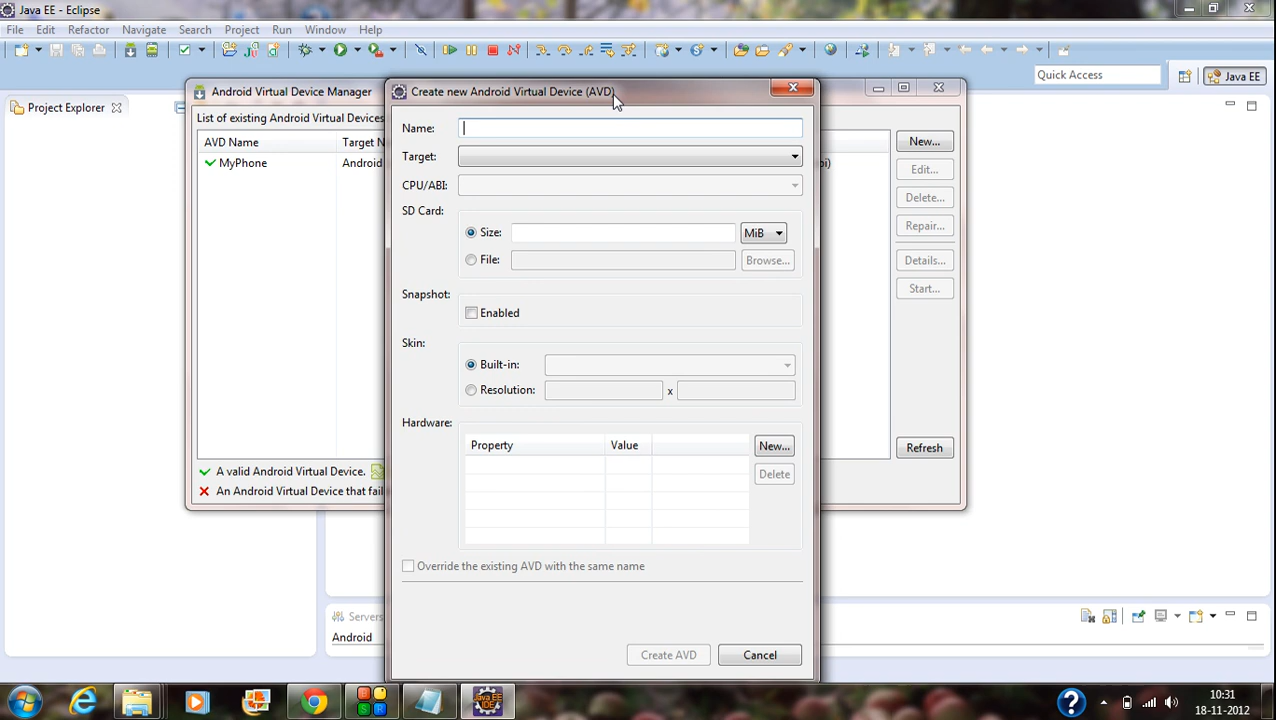 Java EE - Eclipse
File Edit Refactor Navigate Search Project Run Window Help
Quick Access
Java EE
Project Explorer
Android Virtual Device Manager
List of existing Android Virtual Devices
AVD Name
Target
MyPhone
Android
New...
Edit...
Delete...
Repair...
Details...
Start...
Refresh
A valid Android Virtual Device.
An Android Virtual Device that
Create new Android Virtual Device (AVD)
Name:
Target:
CPU/ABI:
SD Card:
Size:
MiB
File:
Browse...
Snapshot:
Enabled
Skin:
Built-in:
Resolution:
x
Hardware:
Property Value
New...
Delete
Override the existing AVD with the same name
Create AVD
Cancel
Servers
Android
Java EE
IDE
10:31
18-11-2012